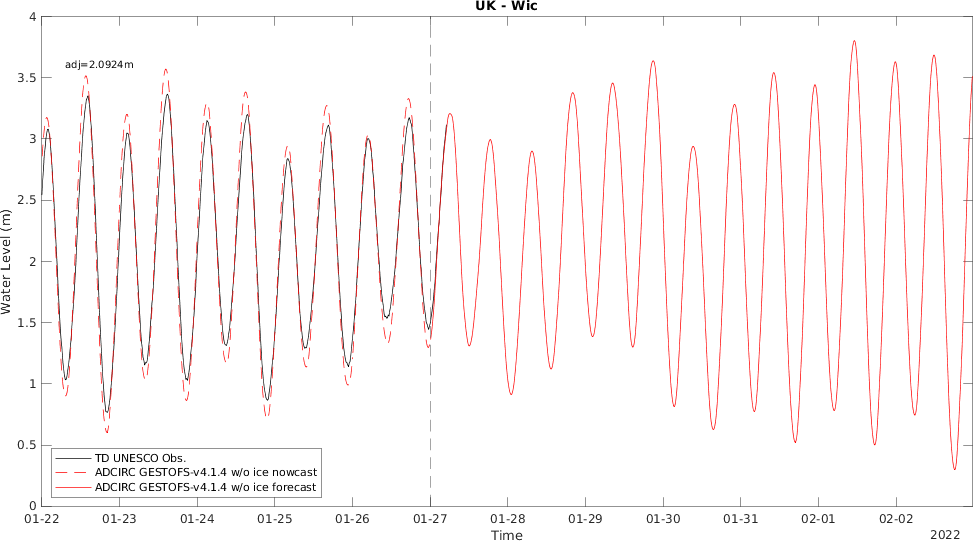 UK - Wic
adj=2.0924m
4
3.5
3
2.5
2
1.5
1
0.5
0
Water Level (m)
TD UNESCO Obs.
ADCIRC GESTOFS-v4.1.4 w/o ice nowcast
ADCIRC GESTOFS-v4.1.4 w/o ice forecast
01-22 01-23 01-24 01-25 01-26 01-27 01-28 01-29 01-30 01-31 02-01 02-02
Time
2022